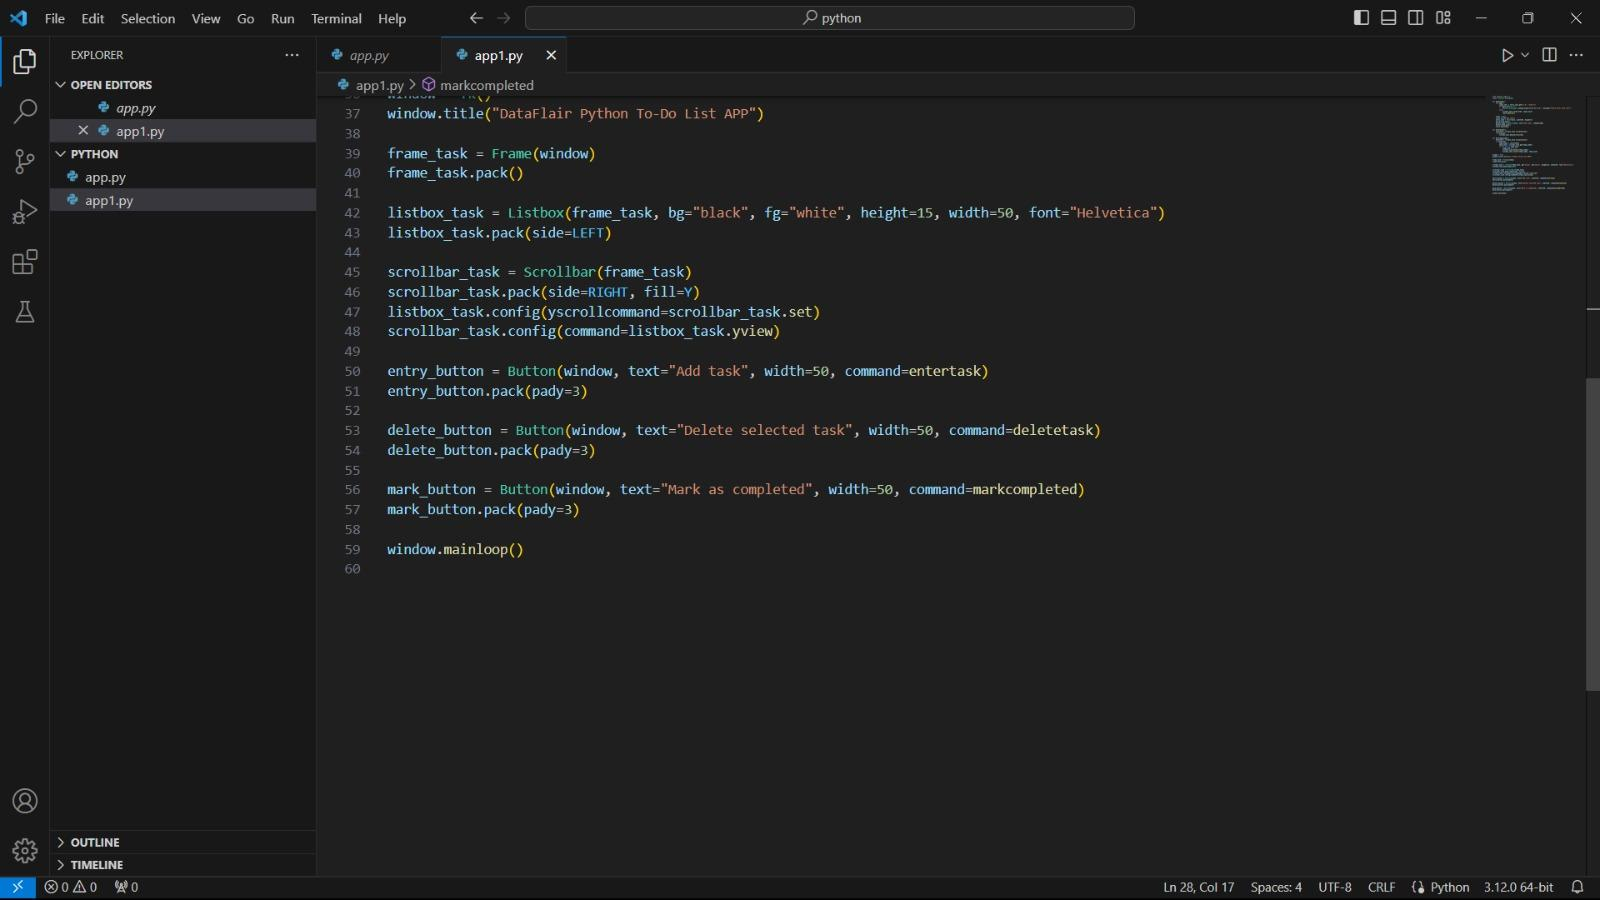 File Edit Selection View Go Run Terminal Help
python
EXPLORER
OPEN EDITORS
app.py
app1.py
PYTHON
app.py
app1.py
OUTLINE
TIMELINE
app.py
app1.py
app1.py > markcompleted
37 window.title("DataFlair Python To-Do List APP")
38
39 frame_task = Frame(window)
40 frame_task.pack()
41
42 listbox_task = Listbox(frame_task, bg="black", fg="white", height=15, width=50, font="Helvetica")
43 listbox_task.pack(side=LEFT)
44
45 scrollbar_task = Scrollbar(frame_task)
46 scrollbar_task.pack(side=RIGHT, fill=Y)
47 listbox_task.config(yscrollcommand=scrollbar_task.set)
48 scrollbar_task.config(command=listbox_task.yview)
49
50 entry_button = Button(window, text="Add task", width=50, command=entertask)
51 entry_button.pack(pady=3)
52
53 delete_button = Button(window, text="Delete selected task", width=50, command=deletetask)
54 delete_button.pack(pady=3)
55
56 mark_button = Button(window, text="Mark as completed", width=50, command=markcompleted)
57 mark_button.pack(pady=3)
58
59 window.mainloop()
60
0 0 0 Ln 28, Col 17 Spaces: 4 UTF-8 CRLF Python 3.12.0 64-bit